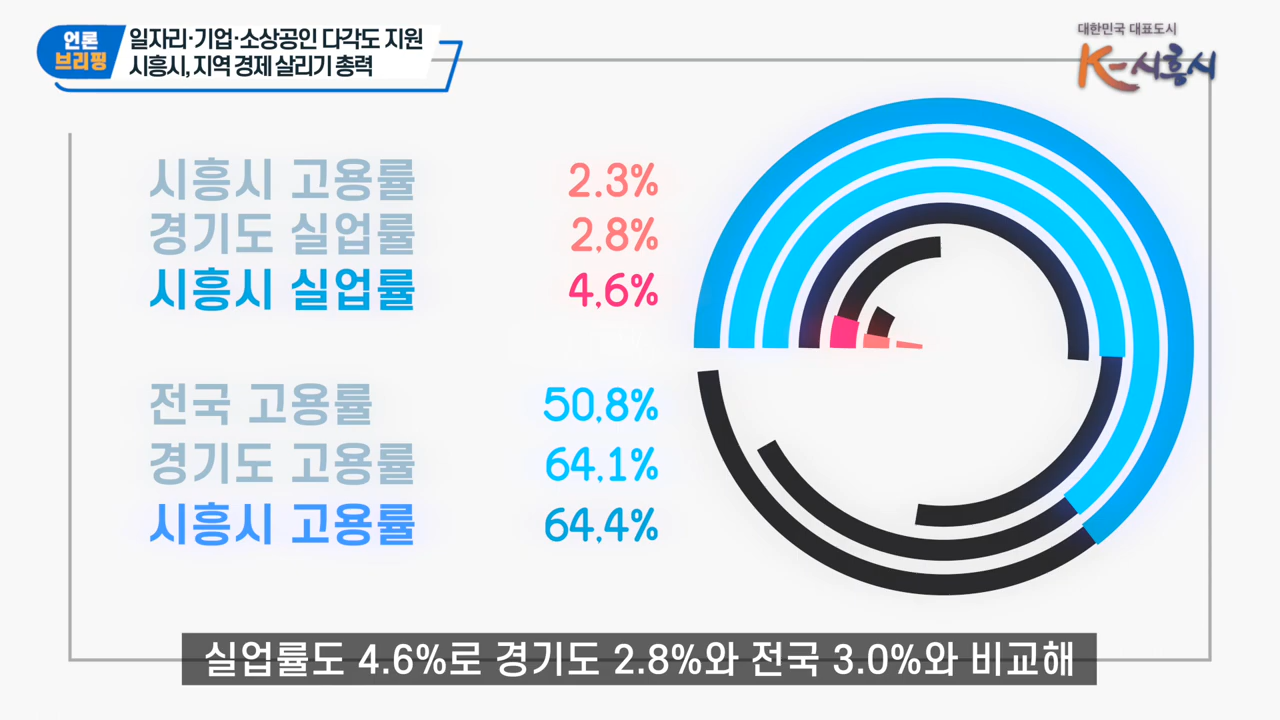 언론
브리핑
일자리·기업·소상공인 다각도 지원
시흥시, 지역 경제 살리기 총력
대한민국 대표도시
K-시흥시
시흥시 고용률 2.3%
경기도 실업률 2.8%
시흥시 실업률 4.6%
전국 고용률 50.8%
경기도 고용률 64.1%
시흥시 고용률 64.4%
실업률도 4.6%로 경기도 2.8%와 전국 3.0%와 비교해